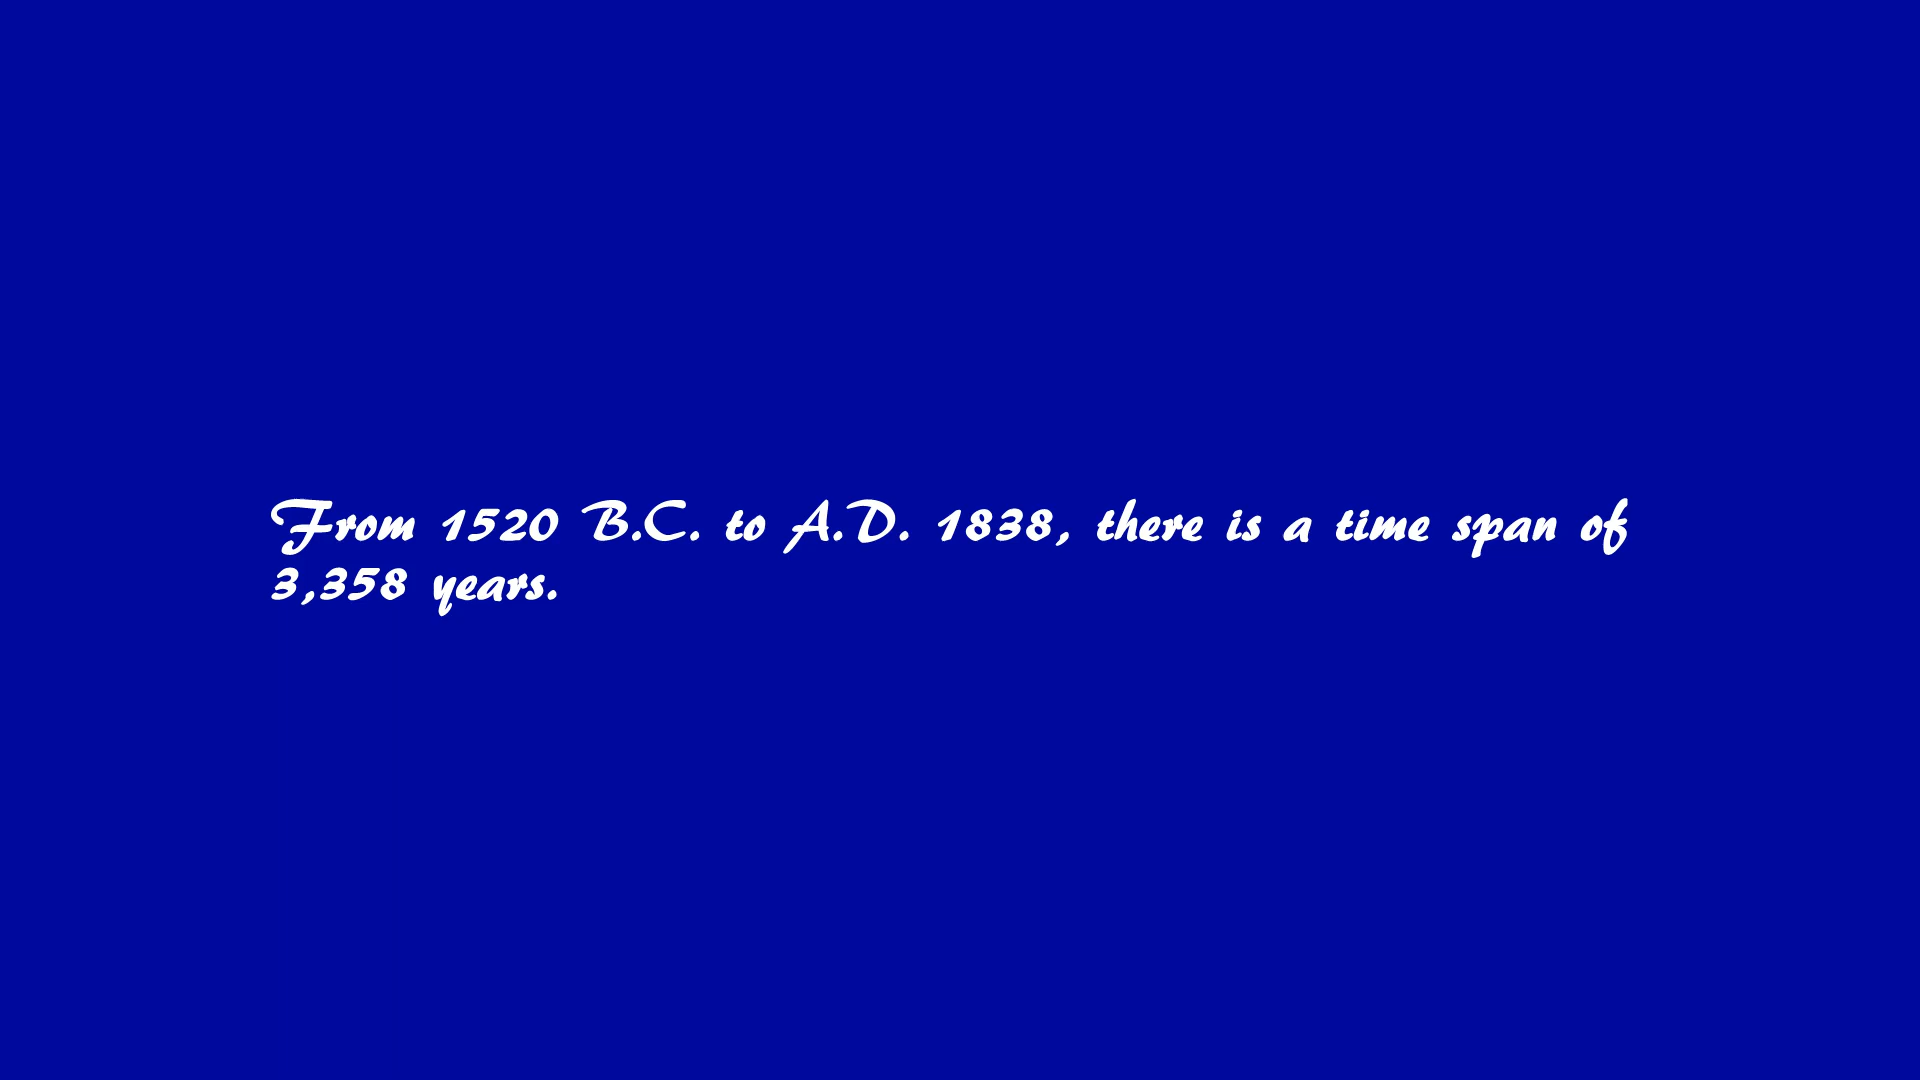 From 1520 B.C. to A.D. 1838, there is a time span of
3,358 years.